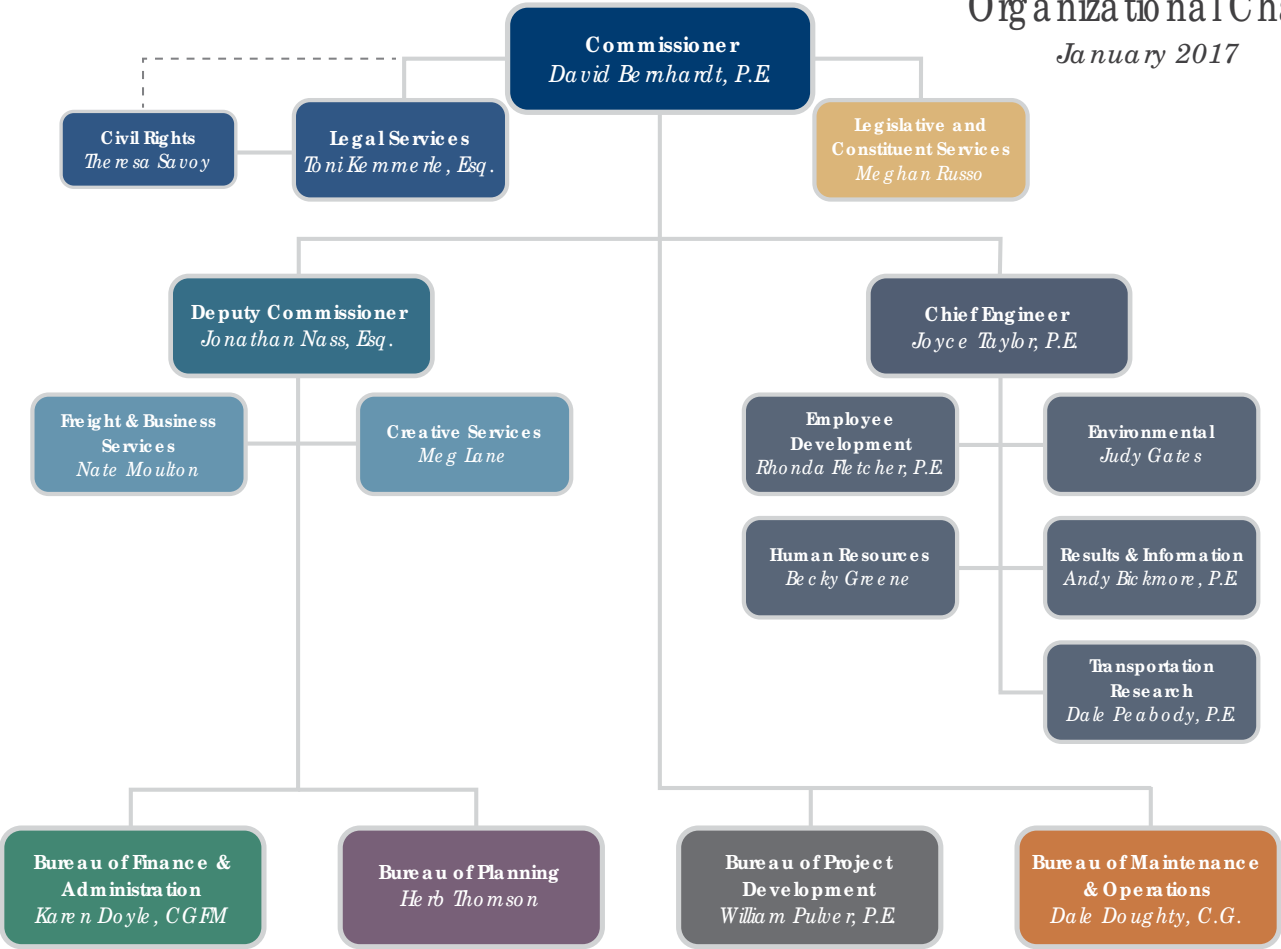 Organizational Cha
January 2017
Commissioner
David Bernhardt, P.E.
Civil Rights
Theresa Savoy
Legal Services
Toni Kemmerle, Esq.
Legislative and
Constituent Services
Meghan Russo
Deputy Commissioner
Jonathan Nass, Esq.
Chief Engineer
Joyce Taylor, P.E.
Freight & Business
Services
Nate Moulton
Creative Services
Meg Lane
Employee
Development
Rhonda Fletcher, P.E.
Environmental
Judy Gates
Human Resources
Becky Greene
Results & Information
Andy Bickmore, P.E.
Transportation
Research
Dale Peabody, P.E.
Bureau of Finance &
Administration
Karen Doyle, CGFM
Bureau of Planning
Herb Thomson
Bureau of Project
Development
William Pulver, P.E.
Bureau of Maintenance
& Operations
Dale Doughty, C.G.